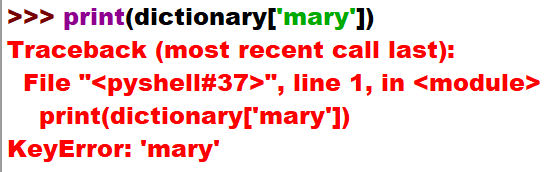 >>> print(dictionary['mary'])
Traceback (most recent call last):
  File "<pyshell#37>", line 1, in <module>
    print(dictionary['mary'])
KeyError: 'mary'